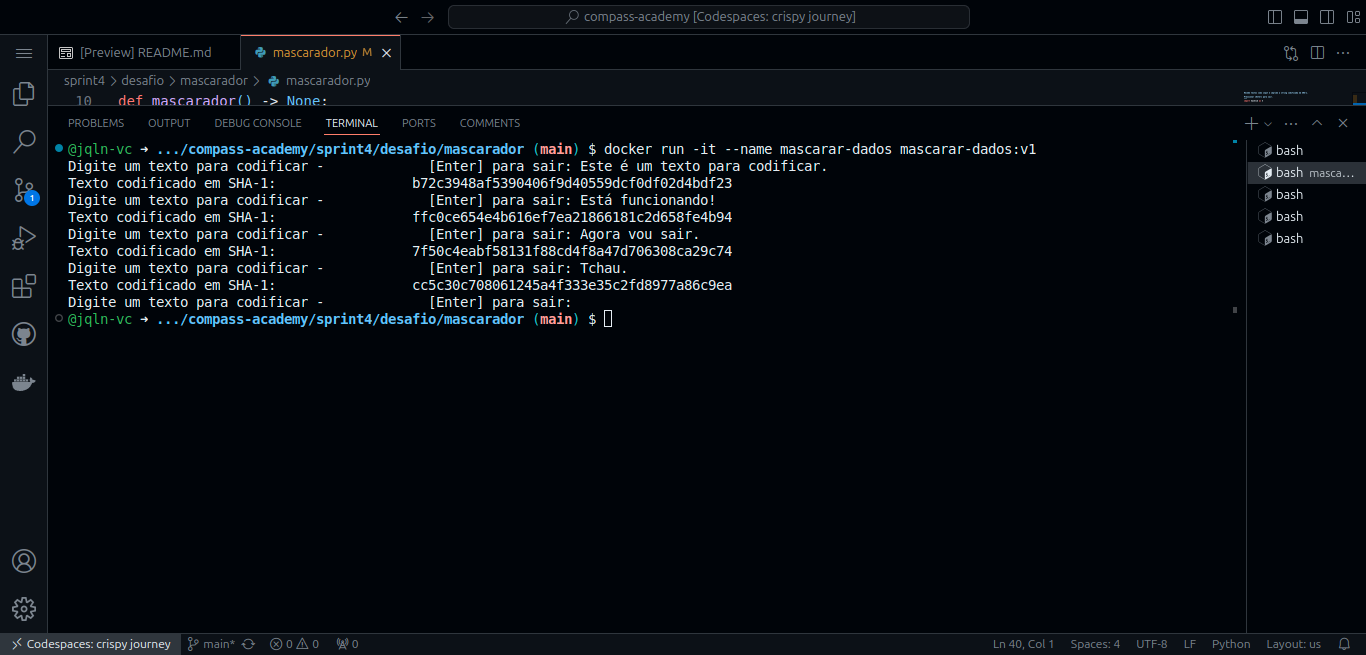 compass-academy [Codespaces: crispy journey]
[Preview] README.md
mascarador.py M
sprint4 > desafio > mascarador > mascarador.py
10 def mascarador() -> None:
PROBLEMS OUTPUT DEBUG CONSOLE TERMINAL PORTS COMMENTS
@jqln-vc ➜ .../compass-academy/sprint4/desafio/mascarador (main) $ docker run -it --name mascarar-dados mascarar-dados:v1
Digite um texto para codificar - [Enter] para sair: Este é um texto para codificar.
Texto codificado em SHA-1: b72c3948af5390406f9d40559dcf0df02d4bdf23
Digite um texto para codificar - [Enter] para sair: Está funcionando!
Texto codificado em SHA-1: ffc0ce654e4b616ef7ea21866181c2d658fe4b94
Digite um texto para codificar - [Enter] para sair: Agora vou sair.
Texto codificado em SHA-1: 7f50c4eabf58131f88cd4f8a47d706308ca29c74
Digite um texto para codificar - [Enter] para sair: Tchau.
Texto codificado em SHA-1: cc5c30c708061245a4f333e35c2fd8977a86c9ea
Digite um texto para codificar - [Enter] para sair:
@jqln-vc ➜ .../compass-academy/sprint4/desafio/mascarador (main) $
bash
bash masca...
bash
bash
bash
1
Codespaces: crispy journey main* 0 0 0 Ln 40, Col 1 Spaces: 4 UTF-8 LF Python Layout: us